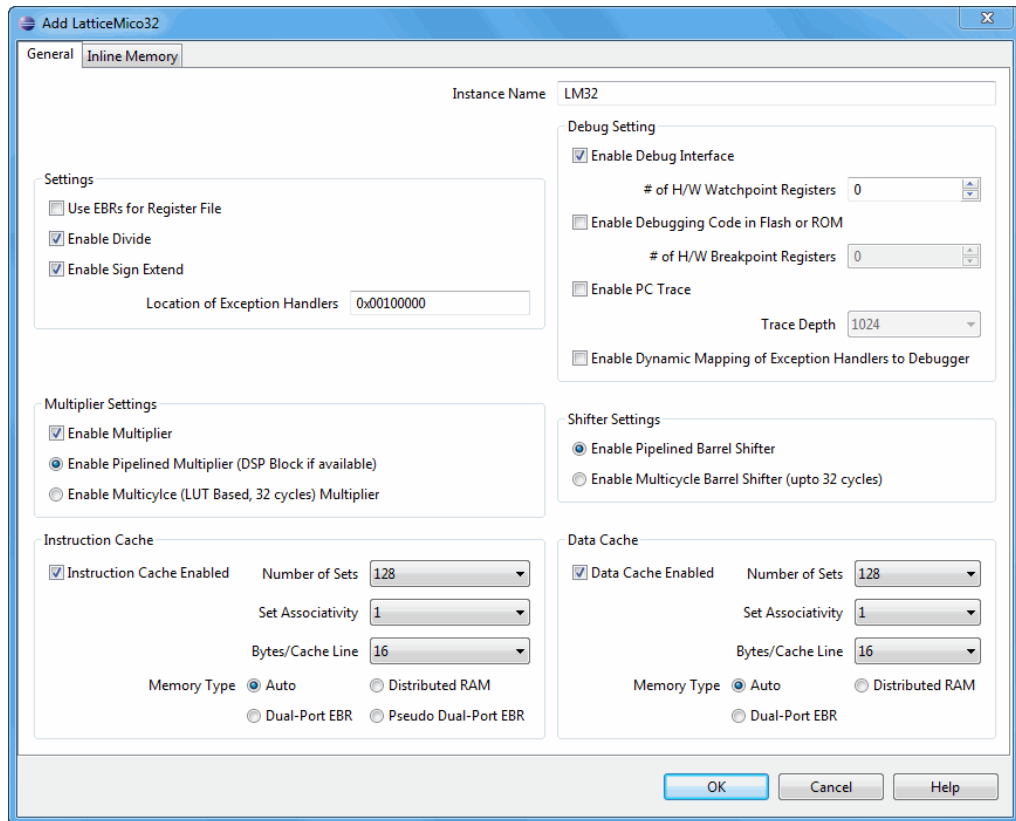 Add LatticeMico32
General Inline Memory
Instance Name LM32
Settings
Use EBRs for Register File
Enable Divide
Enable Sign Extend
Location of Exception Handlers 0x00100000
Debug Setting
Enable Debug Interface
# of H/W Watchpoint Registers 0
Enable Debugging Code in Flash or ROM
# of H/W Breakpoint Registers 0
Enable PC Trace
Trace Depth 1024
Enable Dynamic Mapping of Exception Handlers to Debugger
Multiplier Settings
Enable Multiplier
Enable Pipelined Multiplier (DSP Block if available)
Enable Multicylce (LUT Based, 32 cycles) Multiplier
Shifter Settings
Enable Pipelined Barrel Shifter
Enable Multicycle Barrel Shifter (upto 32 cycles)
Instruction Cache
Instruction Cache Enabled Number of Sets 128
Set Associativity 1
Bytes/Cache Line 16
Memory Type Auto Distributed RAM
Dual-Port EBR Pseudo Dual-Port EBR
Data Cache
Data Cache Enabled Number of Sets 128
Set Associativity 1
Bytes/Cache Line 16
Memory Type Auto Distributed RAM
Dual-Port EBR
OK Cancel Help